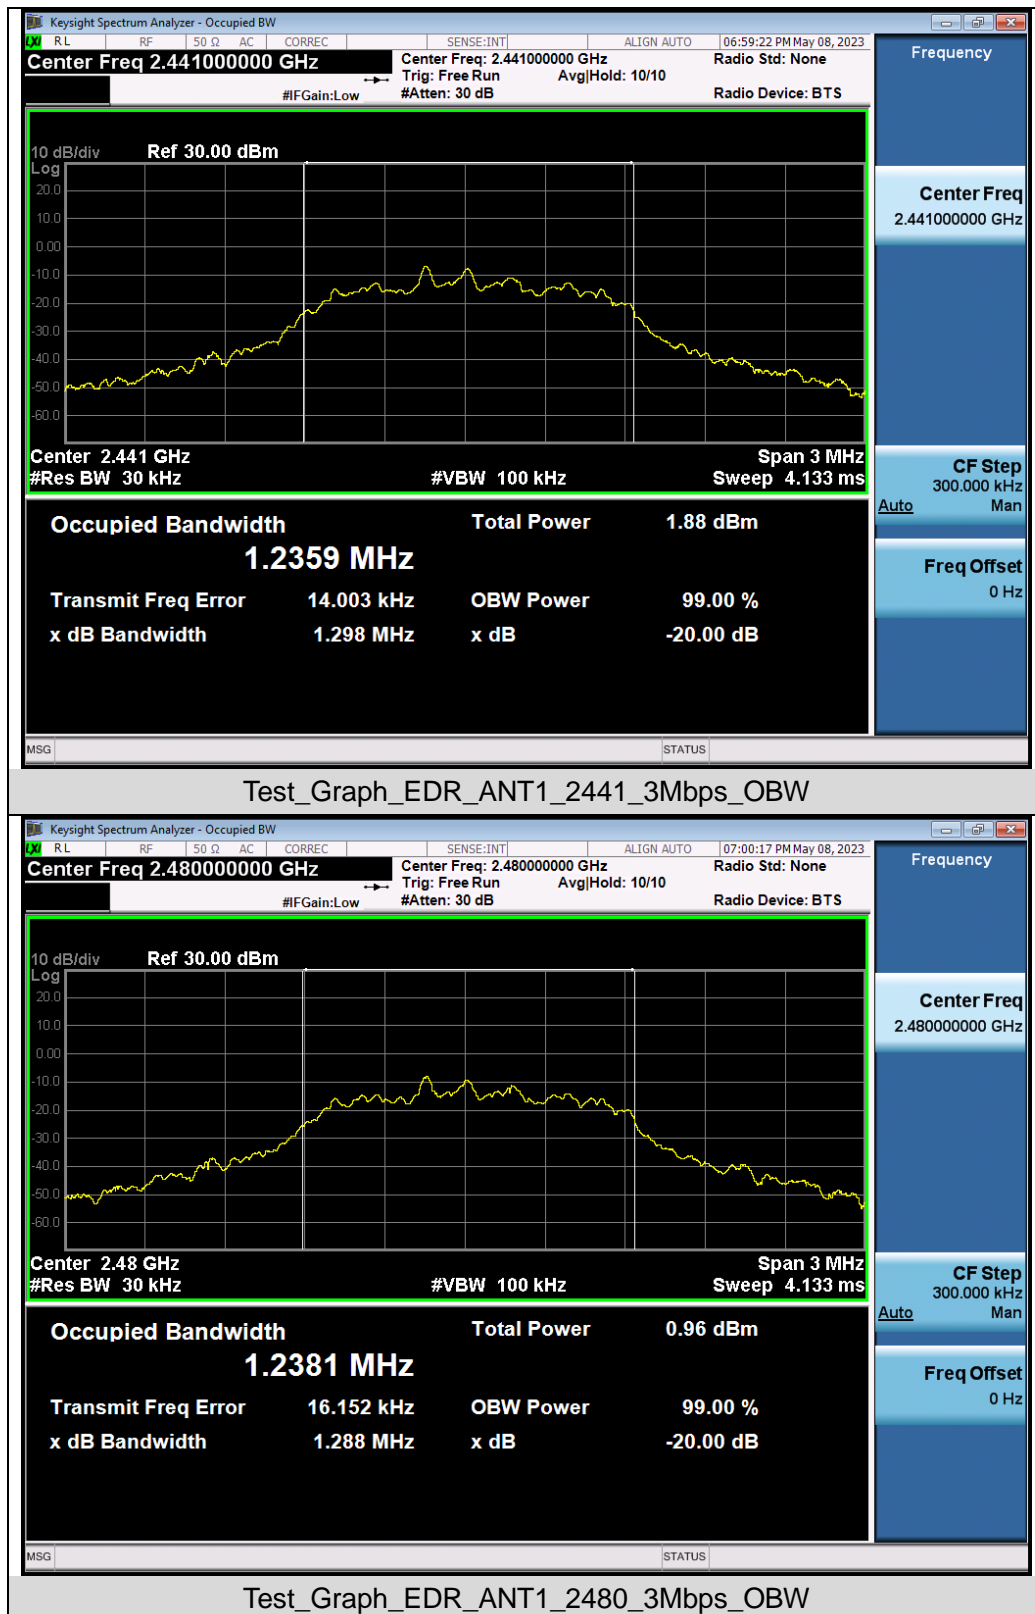 Keysight Spectrum Analyzer - Occupied BW
LXI RL RF 50 Ω AC CORREC SENSE:INT ALIGN AUTO 06:59:22 PM May 08, 2023
Center Freq 2.441000000 GHz
Center Freq: 2.441000000 GHz
Radio Std: None
Trig: Free Run Avg|Hold: 10/10
#IFGain:Low
#Atten: 30 dB
Radio Device: BTS
Frequency
10 dB/div Ref 30.00 dBm
Log
20.0
10.0
0.00
-10.0
-20.0
-30.0
-40.0
-50.0
-60.0
Center 2.441 GHz
Span 3 MHz
#Res BW 30 kHz
#VBW 100 kHz
Sweep 4.133 ms
Center Freq
2.441000000 GHz
CF Step
300.000 kHz
Auto Man
Freq Offset
0 Hz
Occupied Bandwidth
Total Power 1.88 dBm
1.2359 MHz
Transmit Freq Error 14.003 kHz OBW Power 99.00 %
x dB Bandwidth 1.298 MHz x dB -20.00 dB
MSG STATUS
Test_Graph_EDR_ANT1_2441_3Mbps_OBW
Keysight Spectrum Analyzer - Occupied BW
LXI RL RF 50 Ω AC CORREC SENSE:INT ALIGN AUTO 07:00:17 PM May 08, 2023
Center Freq 2.480000000 GHz
Center Freq: 2.480000000 GHz
Radio Std: None
Trig: Free Run Avg|Hold: 10/10
#IFGain:Low
#Atten: 30 dB
Radio Device: BTS
Frequency
10 dB/div Ref 30.00 dBm
Log
20.0
10.0
0.00
-10.0
-20.0
-30.0
-40.0
-50.0
-60.0
Center 2.48 GHz
Span 3 MHz
#Res BW 30 kHz
#VBW 100 kHz
Sweep 4.133 ms
Center Freq
2.480000000 GHz
CF Step
300.000 kHz
Auto Man
Freq Offset
0 Hz
Occupied Bandwidth
Total Power 0.96 dBm
1.2381 MHz
Transmit Freq Error 16.152 kHz OBW Power 99.00 %
x dB Bandwidth 1.288 MHz x dB -20.00 dB
MSG STATUS
Test_Graph_EDR_ANT1_2480_3Mbps_OBW